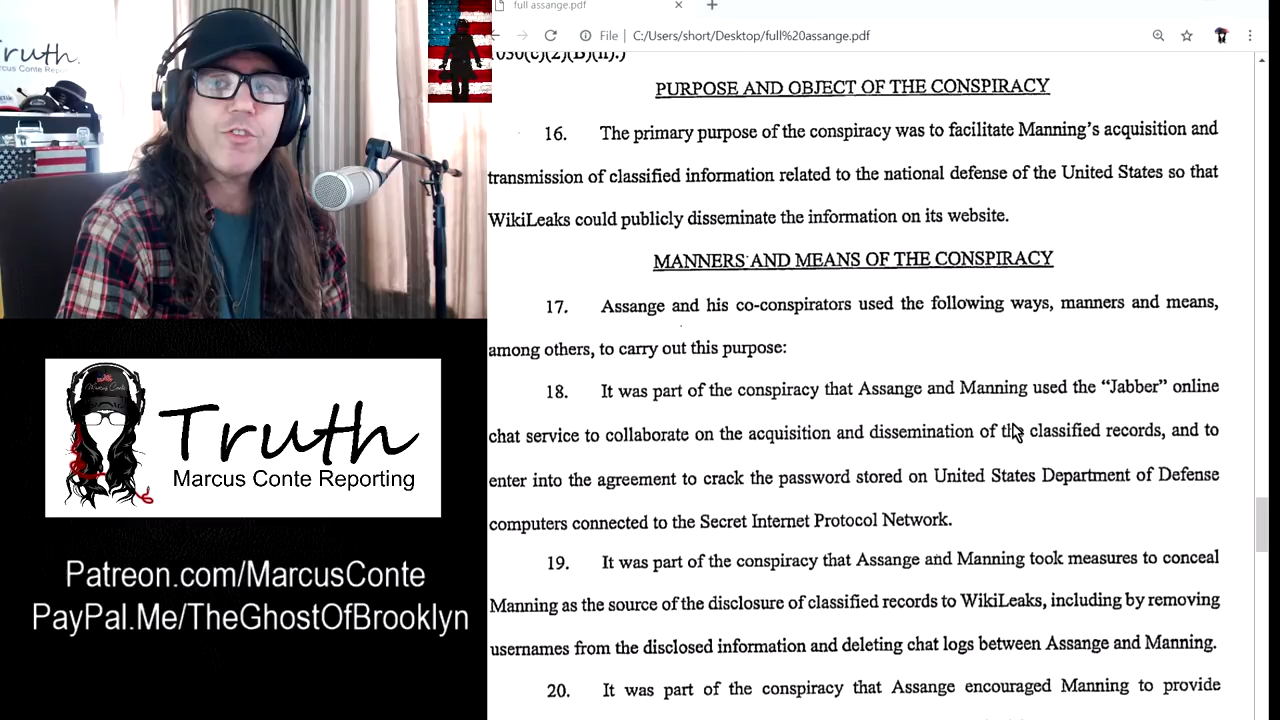 Truth.
Marcus Conte Repor
Truth
Marcus Conte Reporting
Patreon.com/MarcusConte
PayPal.Me/TheGhostOfBrooklyn
full assange.pdf
File
C:/Users/short/Desktop/full%20assange.pdf
1030(c)(2)(B)(ii).)
PURPOSE AND OBJECT OF THE CONSPIRACY
16. The primary purpose of the conspiracy was to facilitate Manning's acquisition and
transmission of classified information related to the national defense of the United States so that
WikiLeaks could publicly disseminate the information on its website.
MANNERS AND MEANS OF THE CONSPIRACY
17. Assange and his co-conspirators used the following ways, manners and means,
among others, to carry out this purpose:
18. It was part of the conspiracy that Assange and Manning used the “Jabber” online
chat service to collaborate on the acquisition and dissemination of the classified records, and to
enter into the agreement to crack the password stored on United States Department of Defense
computers connected to the Secret Internet Protocol Network.
19. It was part of the conspiracy that Assange and Manning took measures to conceal
Manning as the source of the disclosure of classified records to WikiLeaks, including by removing
usernames from the disclosed information and deleting chat logs between Assange and Manning.
20. It was part of the conspiracy that Assange encouraged Manning to provide